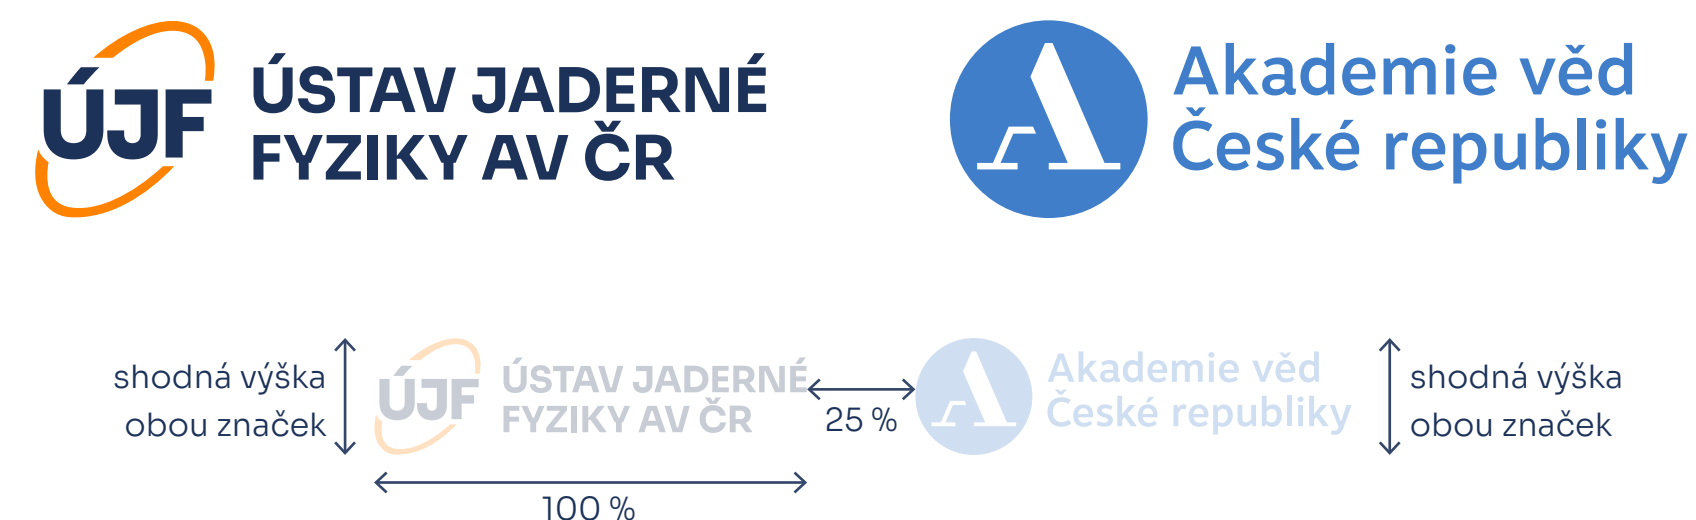 ÚJF
ÚSTAV JADERNÉ
FYZIKY AV ČR
Akademie věd
České republiky
shodná výška
obou značek
ÚJF
ÚSTAV JADERNÉ
FYZIKY AV ČR
25 %
Akademie věd
České republiky
shodná výška
obou značek
100 %